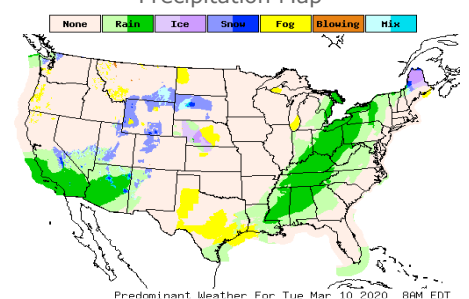 Precipitation Map
None Rain Ice Snow Fog Blowing Mix
Predominant Weather For Tue Mar 10 2020 8AM EDT